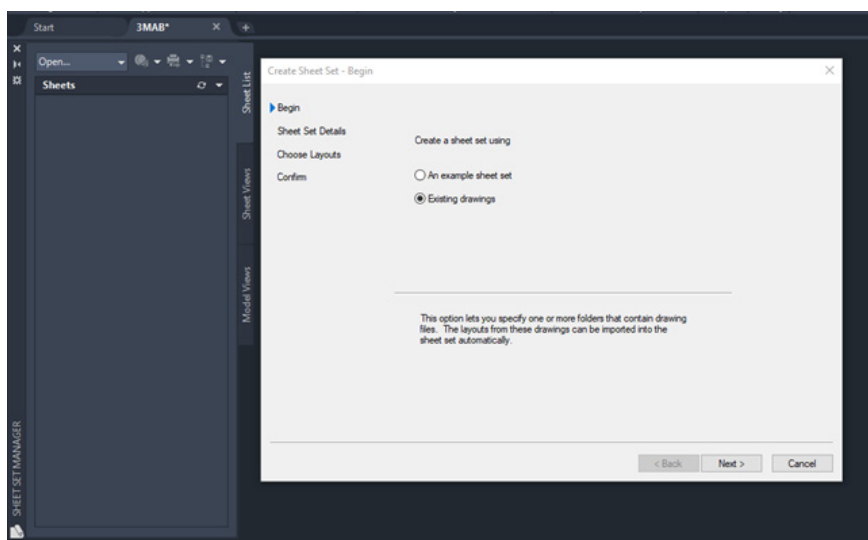 Start
3MAB*
Open...
Sheets
Sheet List
Sheet Views
Model Views
SHEET SET MANAGER
Create Sheet Set - Begin
Begin
Sheet Set Details
Choose Layouts
Confirm
Create a sheet set using
An example sheet set
Existing drawings
This option lets you specify one or more folders that contain drawing
files. The layouts from these drawings can be imported into the
sheet set automatically.
< Back
Next >
Cancel